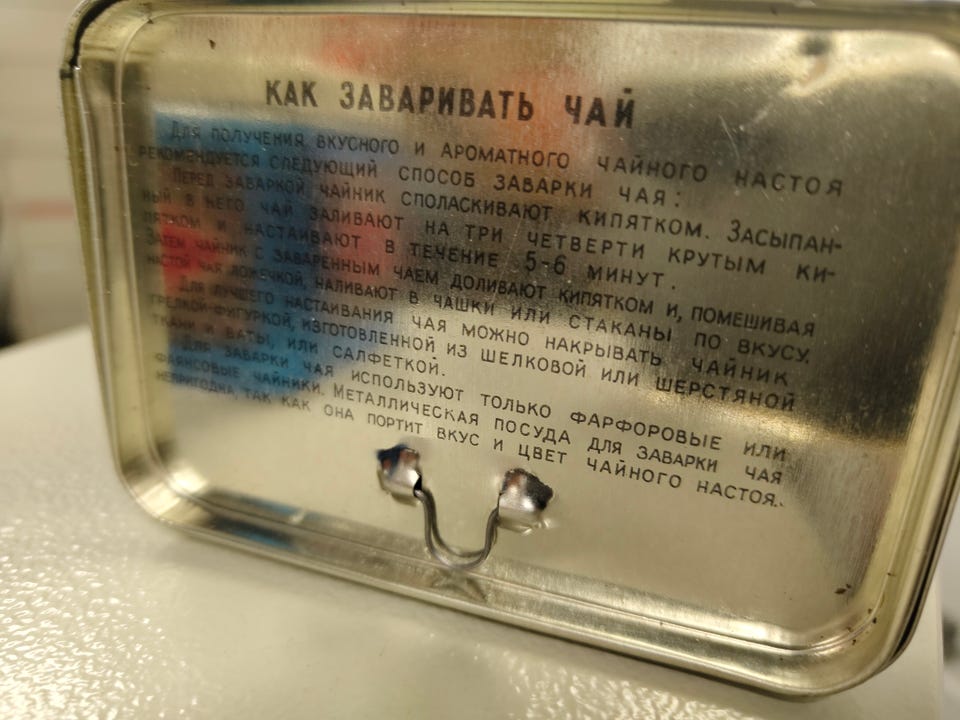 КАК ЗАВАРИВАТЬ ЧАЙ
Для получения вкусного и ароматного чайного настоя
рекомендуется следующий способ заварки чая:
Перед заваркой чайник споласкивают кипятком. Засыпан-
ный в него чай заливают на три четверти крутым ки-
пятком и настаивают в течение 5-6 минут.
Затем чайник с заваренным чаем доливают кипятком и, помешивая
настой чая ложечкой, наливают в чашки или стаканы по вкусу.
Для лучшего настаивания чая можно накрывать чайник
грелкой-фигуркой, изготовленной из шелковой или шерстяной
ткани и ваты, или салфеткой.
Для заварки чая используют только фарфоровые или
фаянсовые чайники. Металлическая посуда для заварки чая
непригодна, так как она портит вкус и цвет чайного настоя.